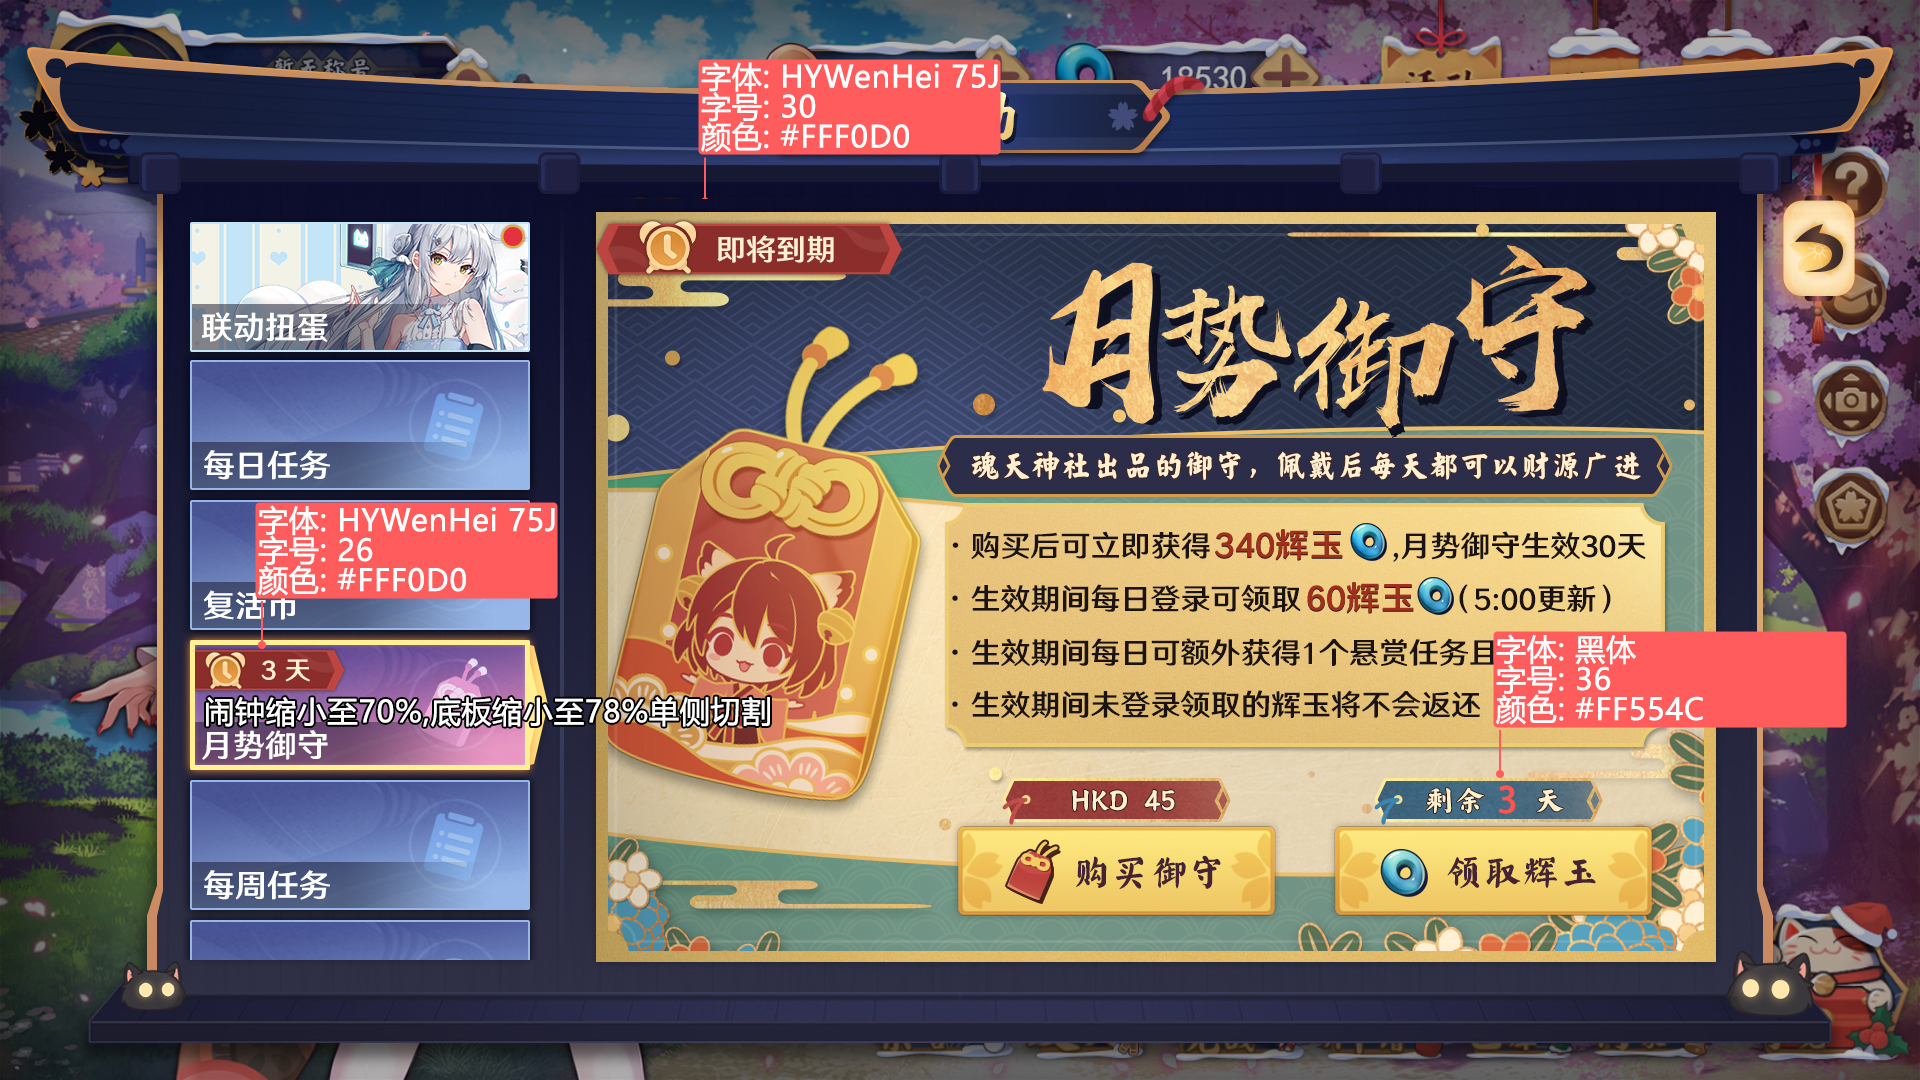 暂无称号
18530
活动
字体: HYWenHei 75J
字号: 30
颜色: #FFF0D0
动
联动扭蛋
每日任务
字体: HYWenHei 75J
字号: 26
颜色: #FFF0D0
复活币
3 天
闹钟缩小至70%,底板缩小至78%单侧切割
月势御守
每周任务
即将到期
月势御守
魂天神社出品的御守，佩戴后每天都可以财源广进
· 购买后可立即获得340辉玉,月势御守生效30天
· 生效期间每日登录可领取60辉玉(5:00更新)
· 生效期间每日可额外获得1个悬赏任务且
· 生效期间未登录领取的辉玉将不会返还
字体: 黑体
字号: 36
颜色: #FF554C
HKD 45
购买御守
剩余 3 天
领取辉玉